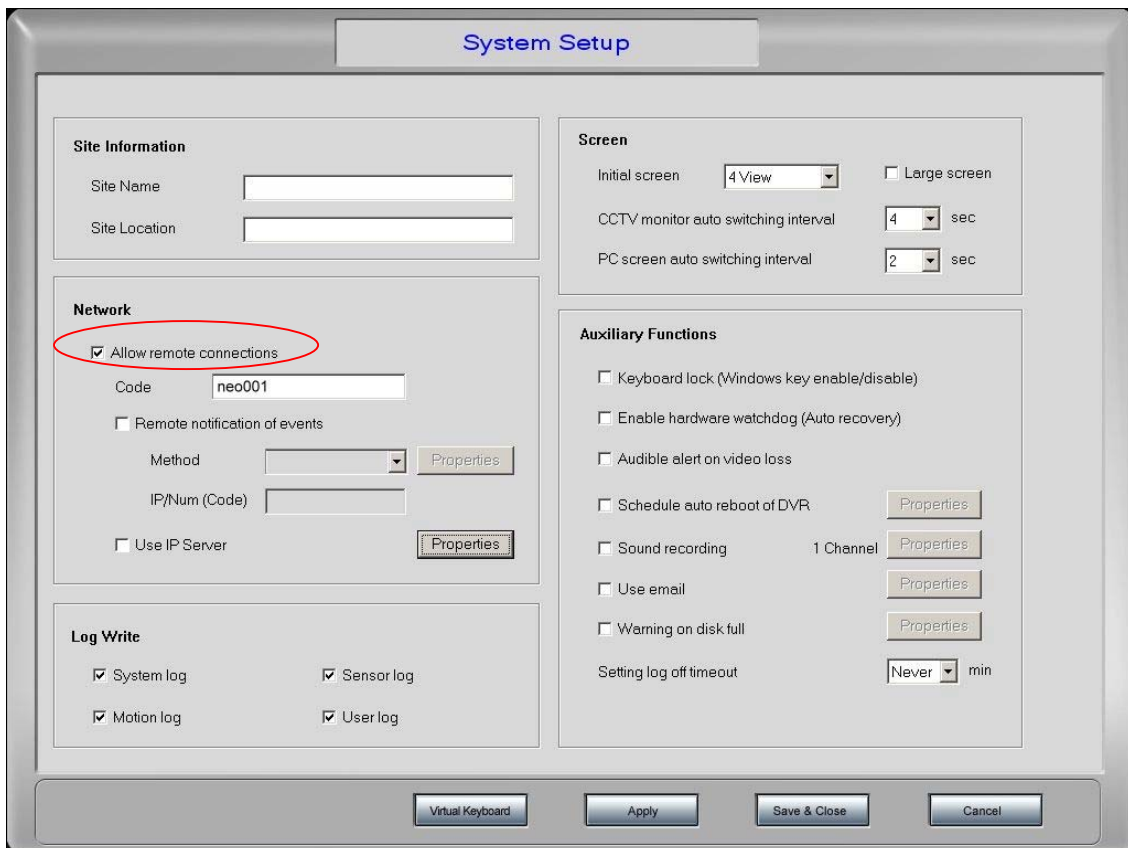 System Setup
Site Information
Site Name
Site Location
Network
Allow remote connections
Code neo001
Remote notification of events
Method Properties
IP/Num (Code)
Use IP Server Properties
Log Write
System log Sensor log
Motion log User log
Screen
Initial screen 4 View Large screen
CCTV monitor auto switching interval 4 sec
PC screen auto switching interval 2 sec
Auxiliary Functions
Keyboard lock (Windows key enable/disable)
Enable hardware watchdog (Auto recovery)
Audible alert on video loss
Schedule auto reboot of DVR Properties
Sound recording 1 Channel Properties
Use email Properties
Warning on disk full Properties
Setting log off timeout Never min
Virtual Keyboard Apply Save & Close Cancel